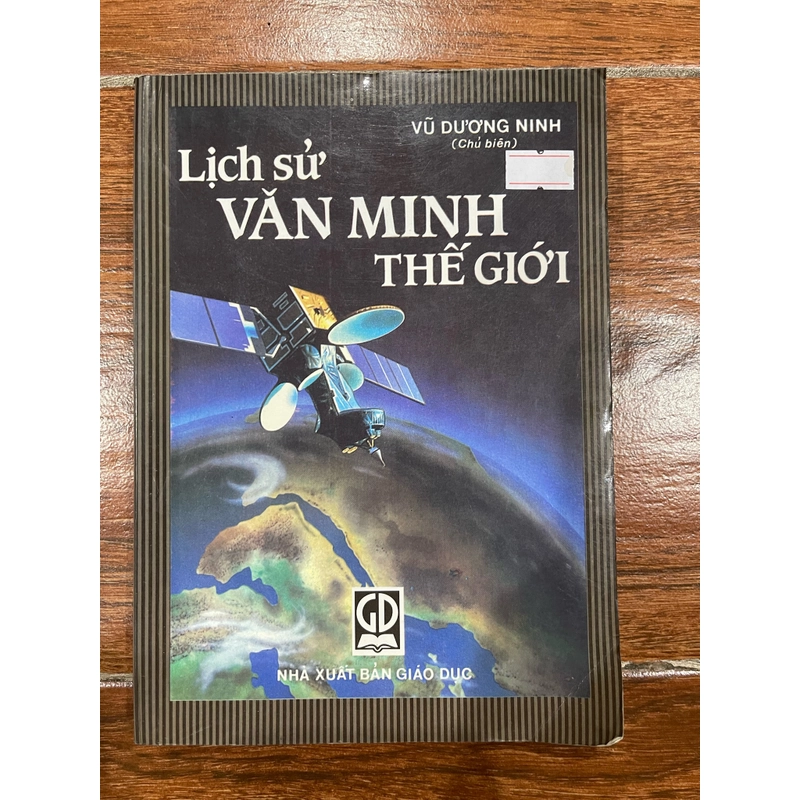 VŨ DƯƠNG NINH
(Chủ biên)
Lịch sử
VĂN MINH
THẾ GIỚI
GD
NHÀ XUẤT BẢN GIÁO DỤC